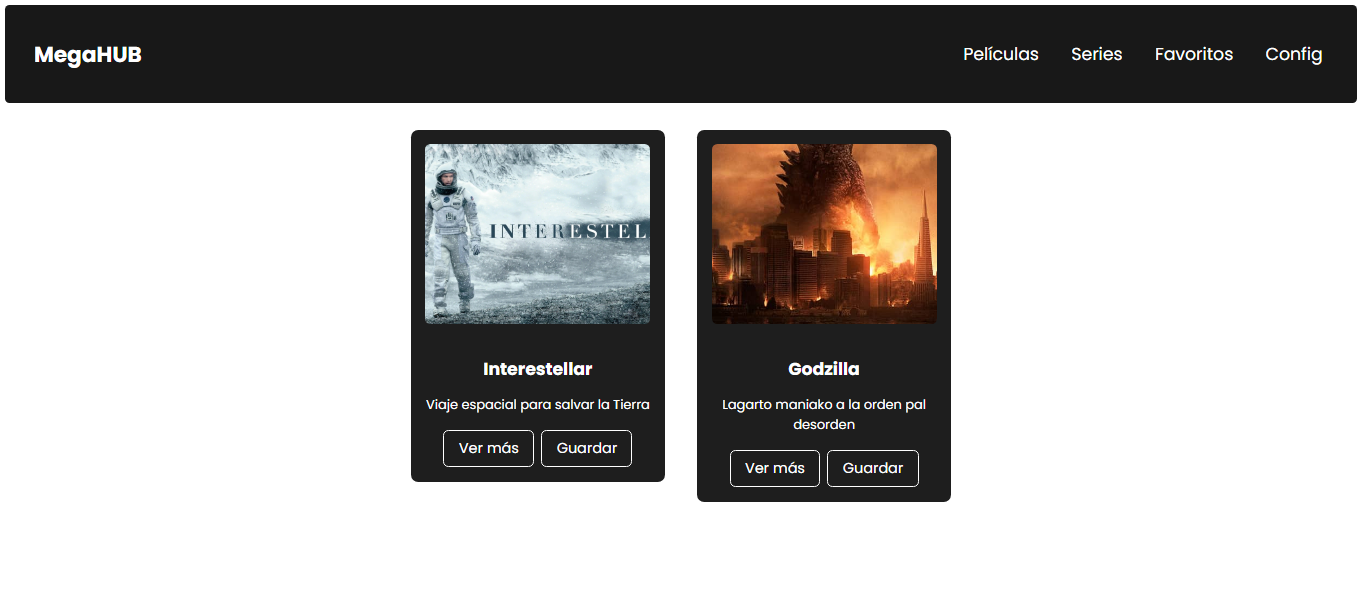 MegaHUB
Películas Series Favoritos Config
INTERESTEL
Interestellar
Viaje espacial para salvar la Tierra
Ver más Guardar
Godzilla
Lagarto maniako a la orden pal
desorden
Ver más Guardar